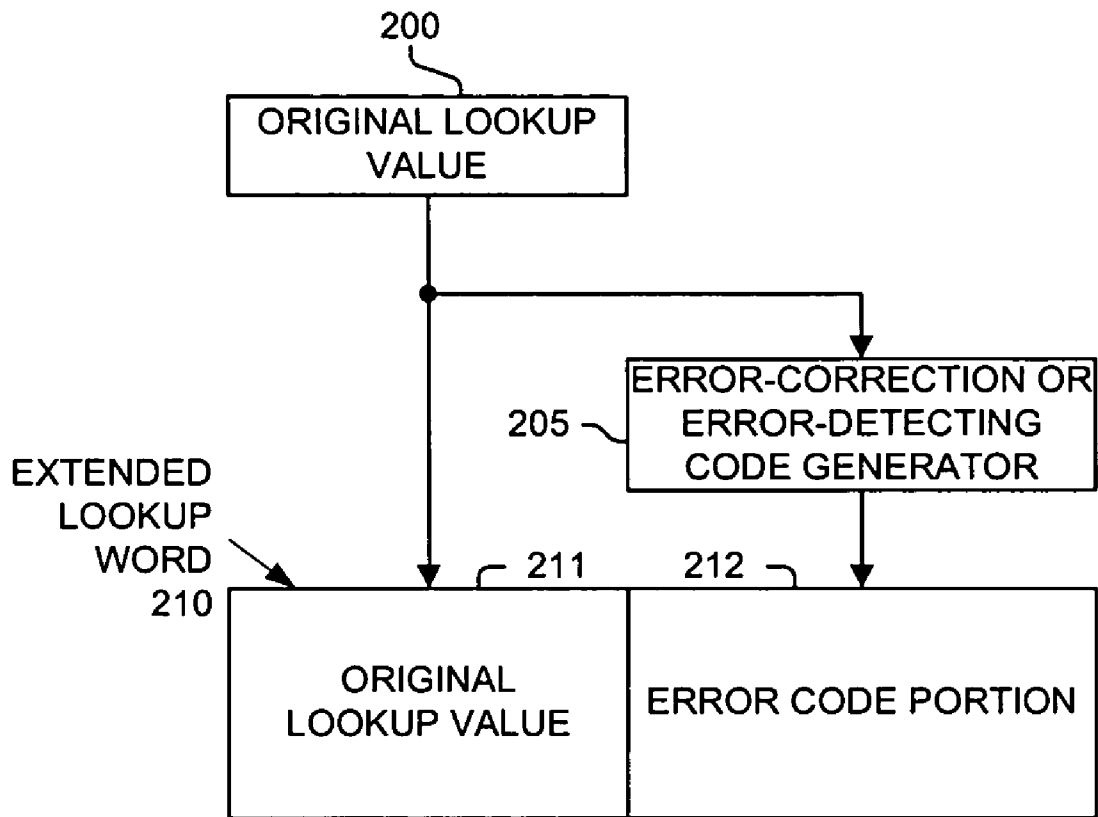 200
ORIGINAL LOOKUP
VALUE
ERROR-CORRECTION OR
ERROR-DETECTING
CODE GENERATOR
205
EXTENDED
LOOKUP
WORD
210
211
212
ORIGINAL
LOOKUP VALUE
ERROR CODE PORTION